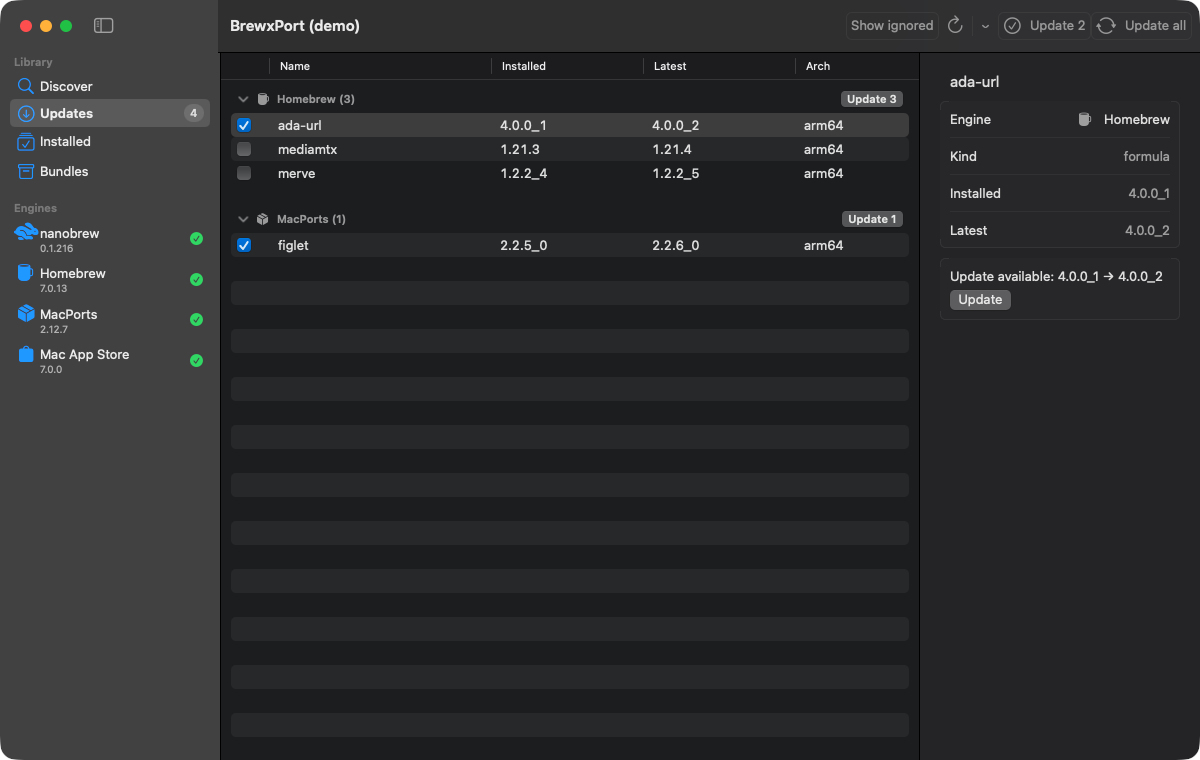 BrewxPort (demo)
Show ignored
Update 2
Update all
Library
Discover
Updates 4
Installed
Bundles
Engines
nanobrew
0.1.216
Homebrew
7.0.13
MacPorts
2.12.7
Mac App Store
7.0.0
Name Installed Latest Arch
Homebrew (3) Update 3
ada-url 4.0.0_1 4.0.0_2 arm64
mediamtx 1.21.3 1.21.4 arm64
merve 1.2.2_4 1.2.2_5 arm64
MacPorts (1) Update 1
figlet 2.2.5_0 2.2.6_0 arm64
ada-url
Engine Homebrew
Kind formula
Installed 4.0.0_1
Latest 4.0.0_2
Update available: 4.0.0_1 → 4.0.0_2
Update